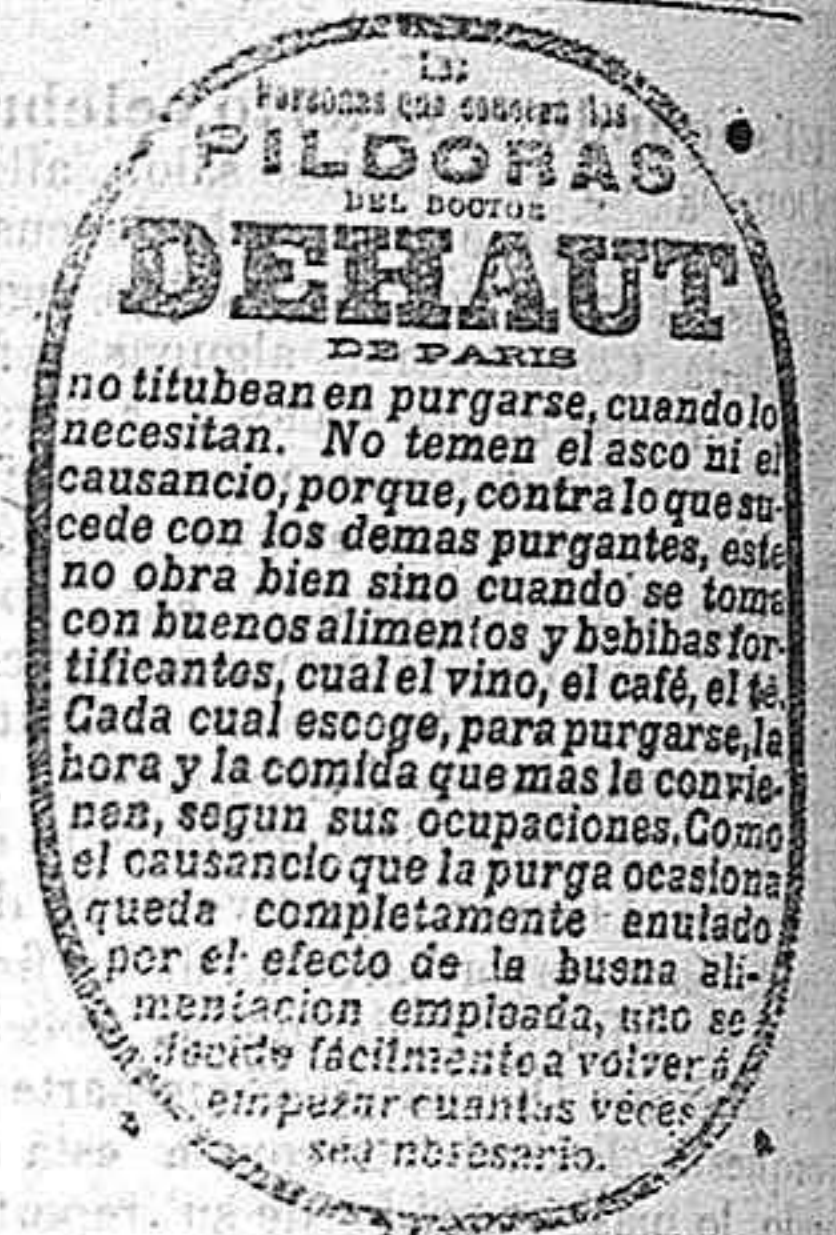 Las
Personas que conocen las
PILDORAS
DEL DOCTOR
DEHAUT
DE PARIS
no titubean en purgarse, cuando lo
necesitan. No temen el asco ni el
causancio, porque, contra lo que su-
cede con los demas purgantes, este
no obra bien sino cuando se toma
con buenos alimentos y bebibas for-
tificantes, cual el vino, el café, el té.
Cada cual escoge, para purgarse, la
hora y la comida que mas le convie-
nen, segun sus ocupaciones. Como
el causancio que la purga ocasiona
queda completamente anulado
por el efecto de la buena ali-
mentacion empleada, uno se
decide fácilmente a volver á
empezar cuantas veces
sea necesario.